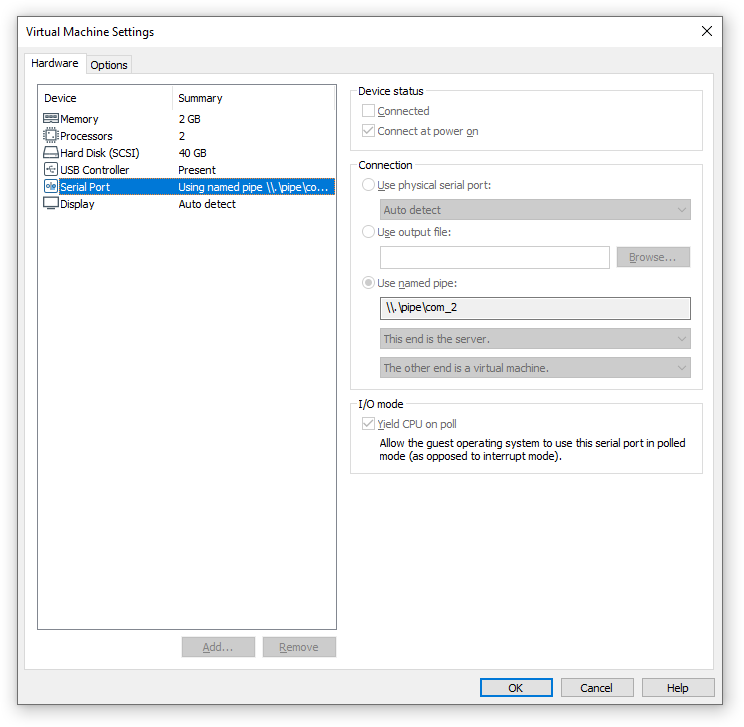 Virtual Machine Settings
Hardware
Options
Device Summary
Memory 2 GB
Processors 2
Hard Disk (SCSI) 40 GB
USB Controller Present
Serial Port Using named pipe \\.\pipe\co...
Display Auto detect
Add...
Remove
Device status
Connected
Connect at power on
Connection
Use physical serial port:
Auto detect
Use output file:
Browse...
Use named pipe:
\\.\pipe\com_2
This end is the server.
The other end is a virtual machine.
I/O mode
Yield CPU on poll
Allow the guest operating system to use this serial port in polled
mode (as opposed to interrupt mode).
OK
Cancel
Help